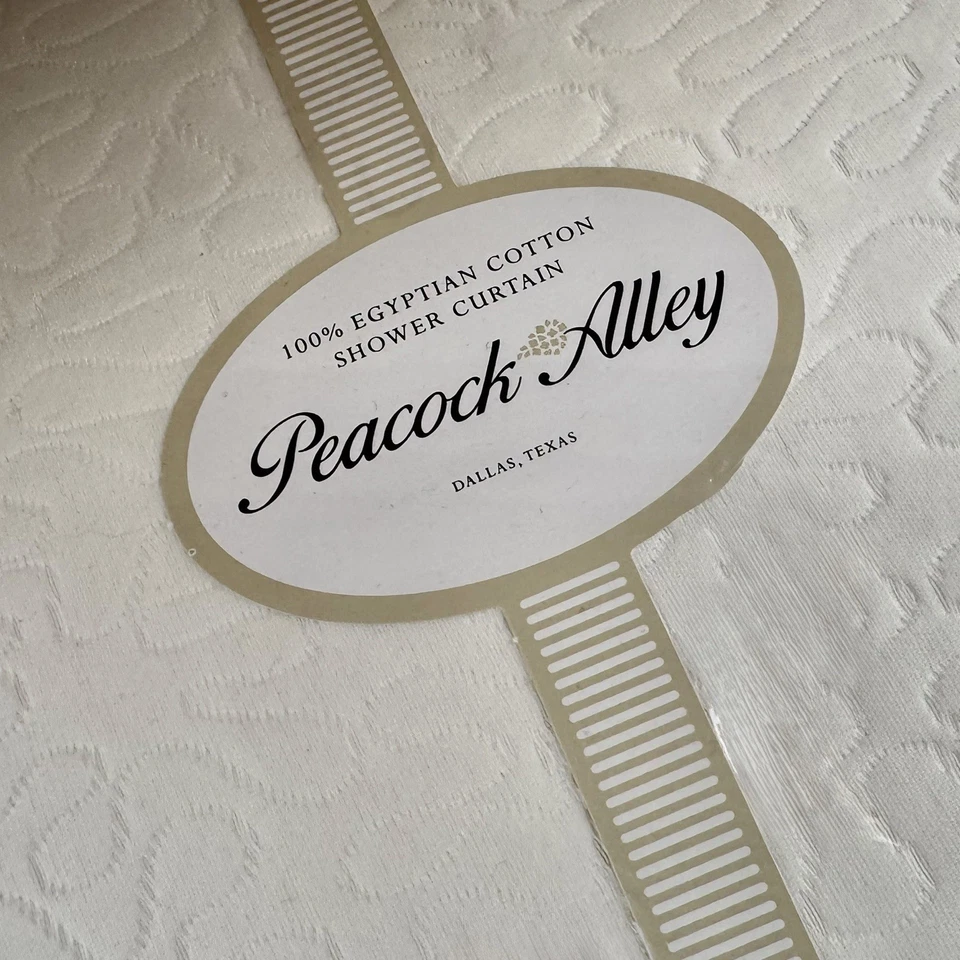 100% EGYPTIAN COTTON
SHOWER CURTAIN
Peacock Alley
DALLAS, TEXAS